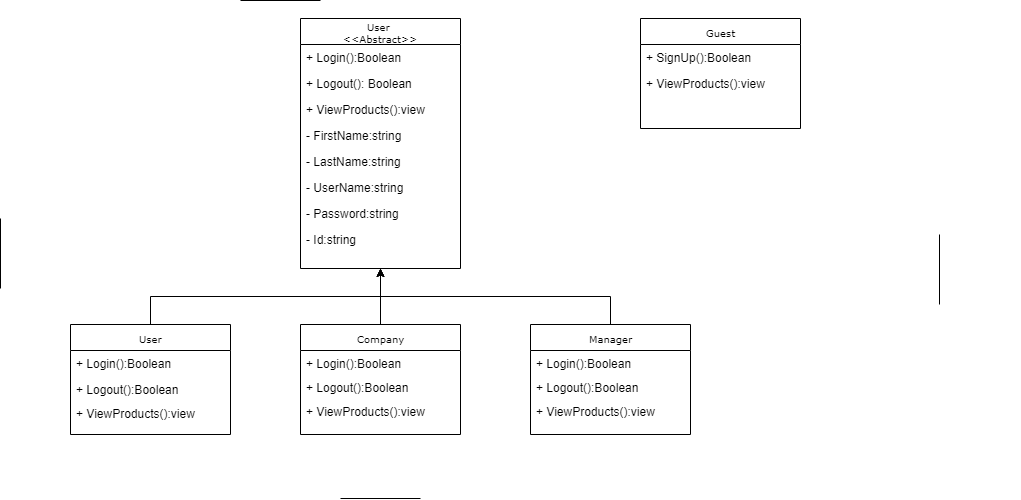 User
<<Abstract>>
+ Login():Boolean
+ Logout(): Boolean
+ ViewProducts():view
- FirstName:string
- LastName:string
- UserName:string
- Password:string
- Id:string
Guest
+ SignUp():Boolean
+ ViewProducts():view
User
+ Login():Boolean
+ Logout():Boolean
+ ViewProducts():view
Company
+ Login():Boolean
+ Logout():Boolean
+ ViewProducts():view
Manager
+ Login():Boolean
+ Logout():Boolean
+ ViewProducts():view